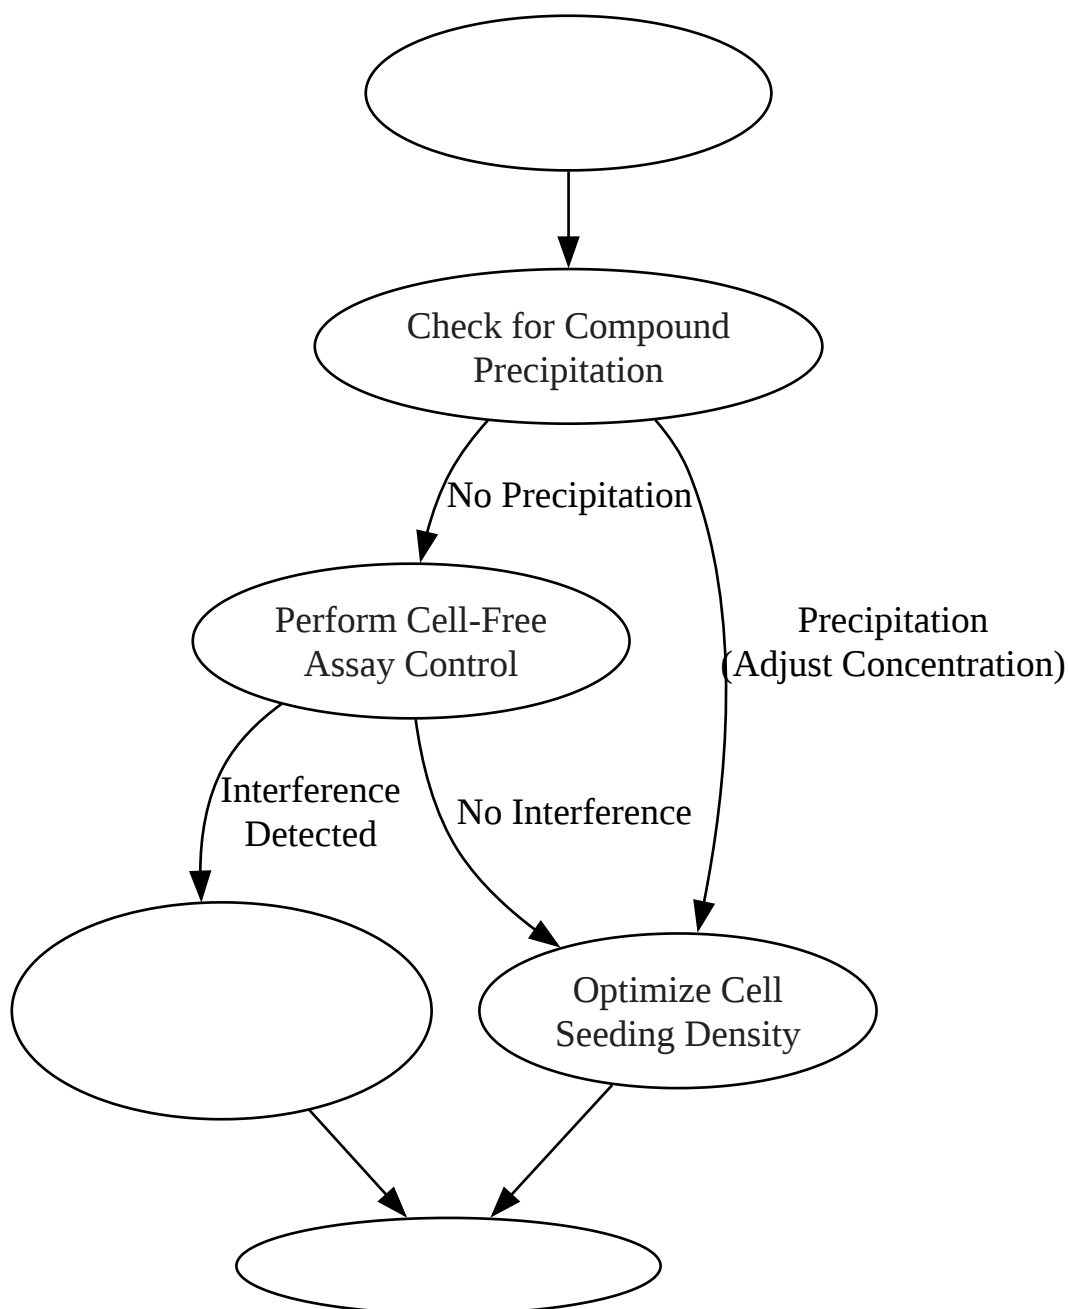 Check for Compound
Precipitation
No Precipitation
Perform Cell-Free
Assay Control
Precipitation
(Adjust Concentration)
Interference
Detected
No Interference
Optimize Cell
Seeding Density